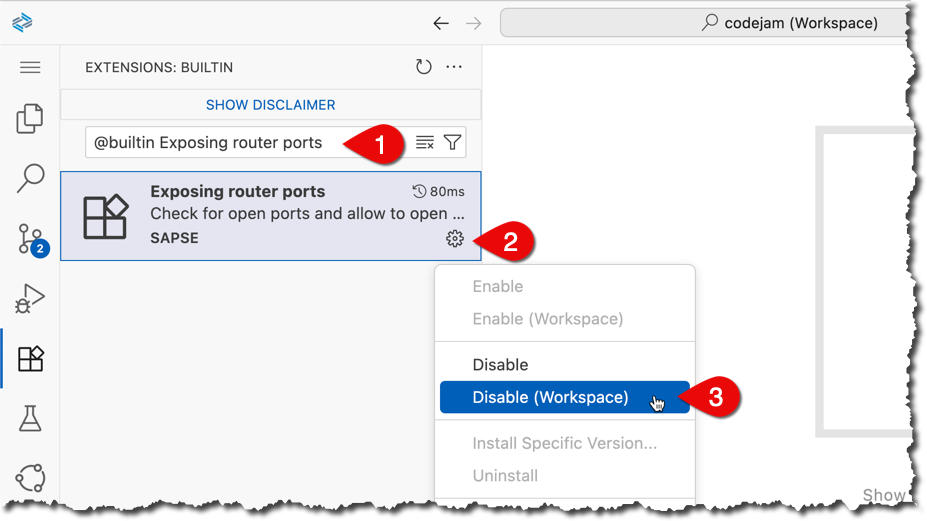 codejam (Workspace)
EXTENSIONS: BUILTIN
SHOW DISCLAIMER
@builtin Exposing router ports
1
Exposing router ports
80ms
Check for open ports and allow to open ...
SAPSE
2
2
Enable
Enable (Workspace)
Disable
Disable (Workspace)
3
Install Specific Version...
Uninstall
Show